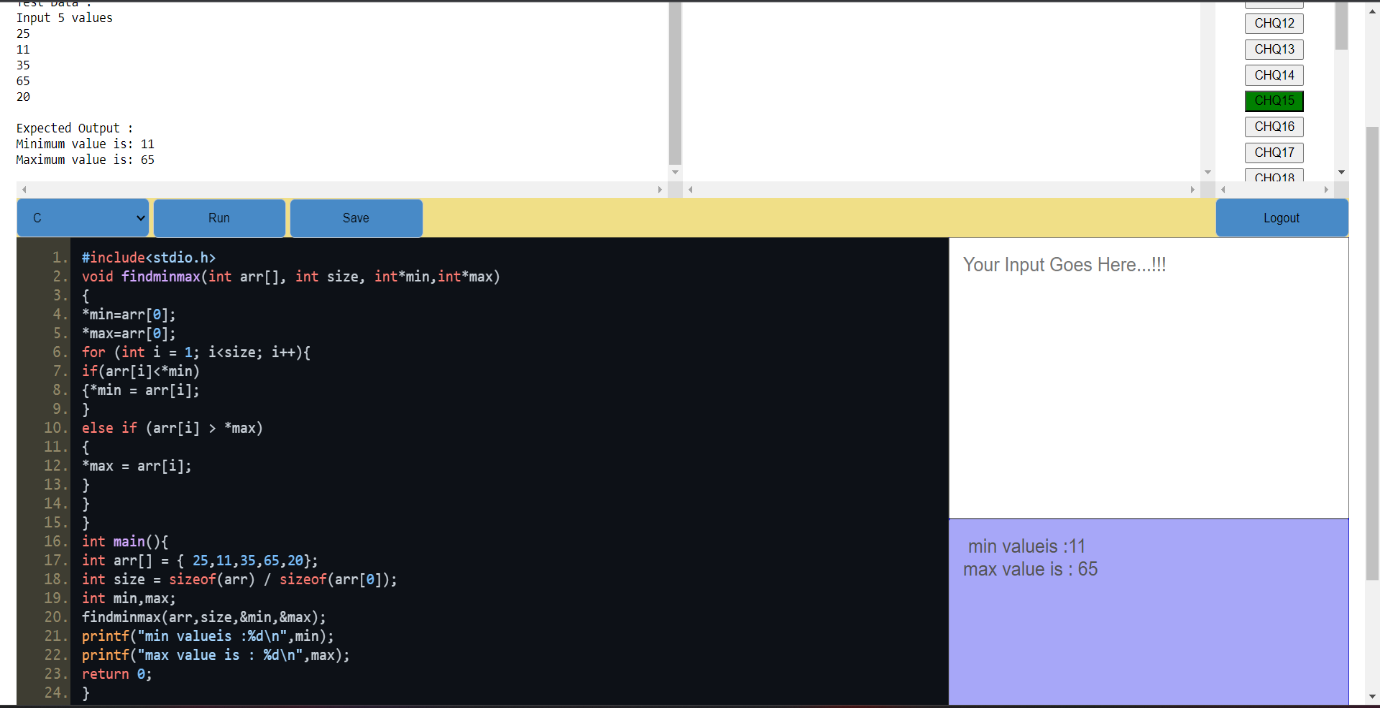 Test Data :
Input 5 values
25
11
35
65
20
Expected Output :
Minimum value is: 11
Maximum value is: 65
CHQ12
CHQ13
CHQ14
CHQ15
CHQ16
CHQ17
CHQ18
C
Run
Save
Logout
1. #include<stdio.h>
2. void findminmax(int arr[], int size, int*min,int*max)
3. {
4. *min=arr[0];
5. *max=arr[0];
6. for (int i = 1; i<size; i++){
7. if(arr[i]<*min)
8. {*min = arr[i];
9. }
10. else if (arr[i] > *max)
11. {
12. *max = arr[i];
13. }
14. }
15. }
16. int main(){
17. int arr[] = { 25,11,35,65,20};
18. int size = sizeof(arr) / sizeof(arr[0]);
19. int min,max;
20. findminmax(arr,size,&min,&max);
21. printf("min valueis :%d\n",min);
22. printf("max value is : %d\n",max);
23. return 0;
24. }
Your Input Goes Here...!!!
min valueis :11
max value is : 65